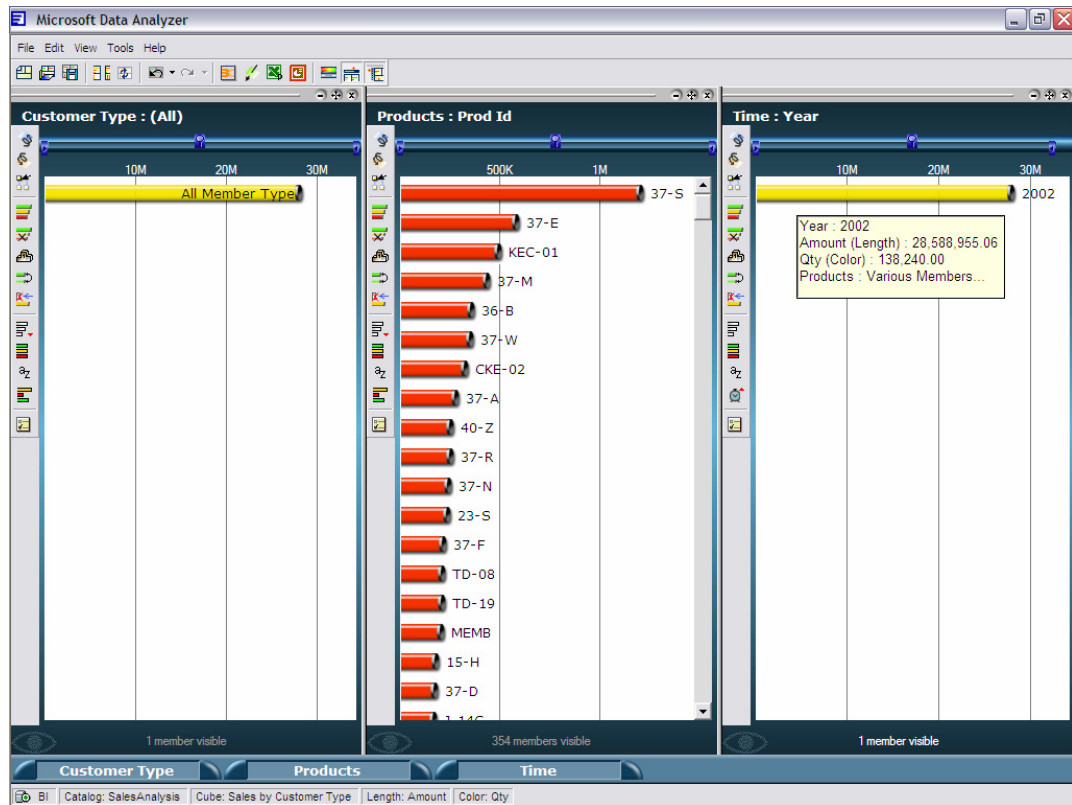 Microsoft Data Analyzer
File Edit View Tools Help
Customer Type : (All)
10M 20M 30M
All Member Type
1 member visible
Products : Prod Id
500K 1M
37-S
37-E
KEC-01
37-M
36-B
37-W
CKE-02
37-A
40-Z
37-R
37-N
23-S
37-F
TD-08
TD-19
MEMB
15-H
37-D
354 members visible
Time : Year
10M 20M 30M
2002
Year : 2002
Amount (Length) : 28,588,955.06
Qty (Color) : 138,240.00
Products : Various Members...
1 member visible
Customer Type Products Time
BI Catalog: SalesAnalysis Cube: Sales by Customer Type Length: Amount Color: Qty